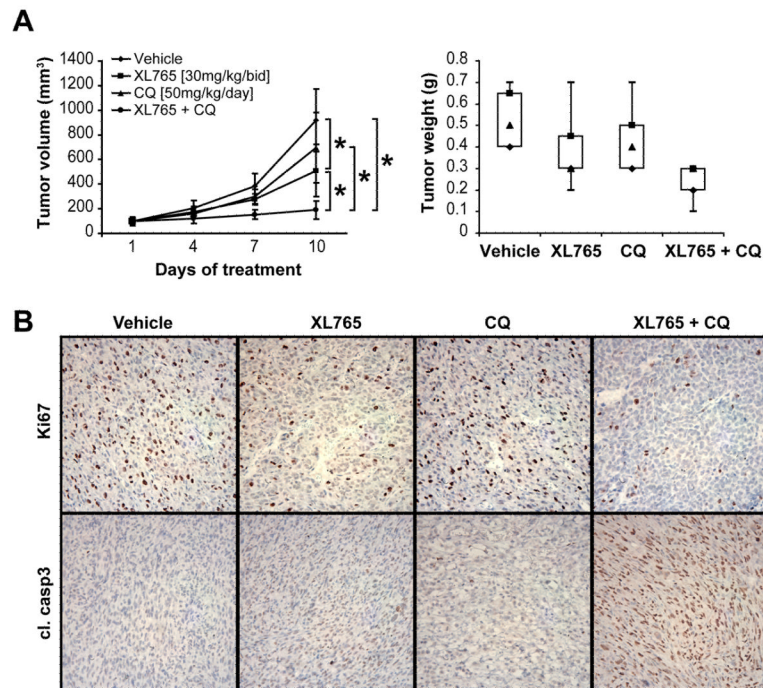 A
Tumor volume (mm³)
1400
1200
1000
800
600
400
200
0
1 4 7 10
Days of treatment
Vehicle
XL765 [30mg/kg/bid]
CQ [50mg/kg/day]
XL765 + CQ
*
*
*
*
Tumor weight (g)
0.8
0.7
0.6
0.5
0.4
0.3
0.2
0.1
0
Vehicle XL765 CQ XL765 + CQ
B
Vehicle XL765 CQ XL765 + CQ
Ki67
cl. casp3